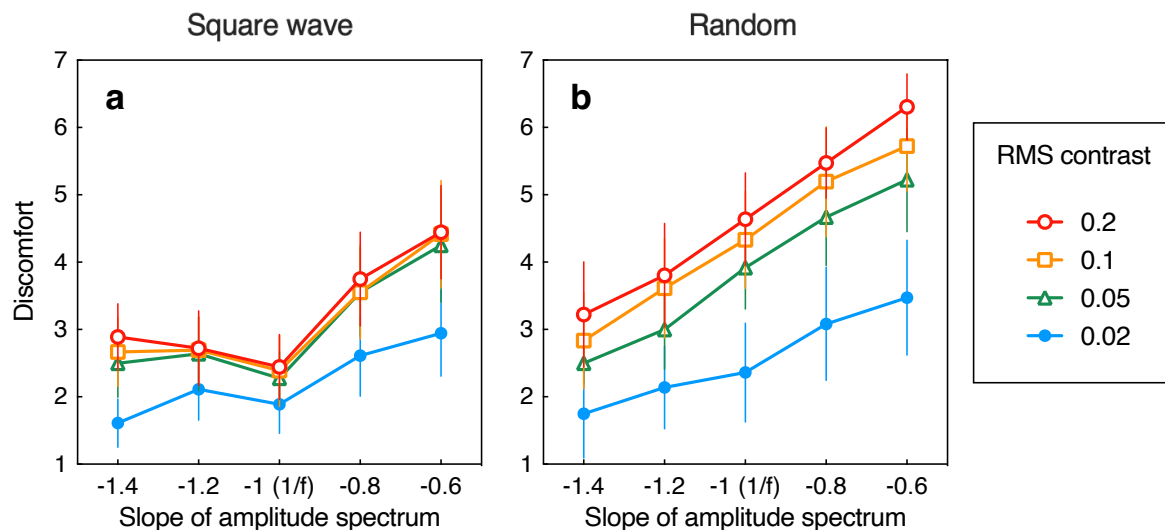 Square wave
Random
a
b
7
6
5
4
3
2
1
7
6
5
4
3
2
1
Discomfort
-1.4 -1.2 -1 (1/f) -0.8 -0.6
-1.4 -1.2 -1 (1/f) -0.8 -0.6
Slope of amplitude spectrum
Slope of amplitude spectrum
RMS contrast
0.2
0.1
0.05
0.02